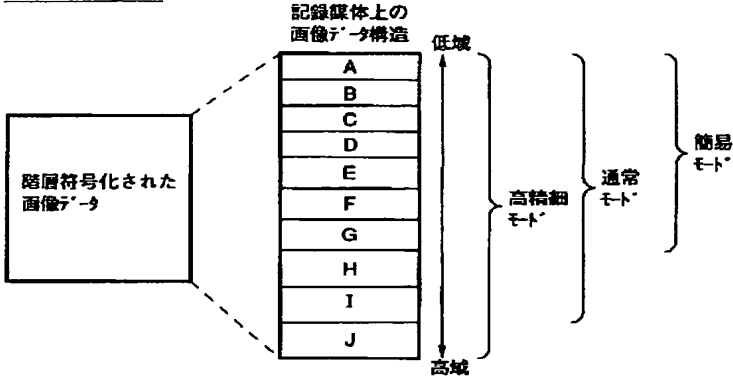 記録媒体上の
画像ﾃﾞｰﾀ構造
低域
A
B
C
D
E
F
G
H
I
J
高域
階層符号化された
画像ﾃﾞｰﾀ
高精細
ﾓｰﾄﾞ
通常
ﾓｰﾄﾞ
簡易
ﾓｰﾄﾞ